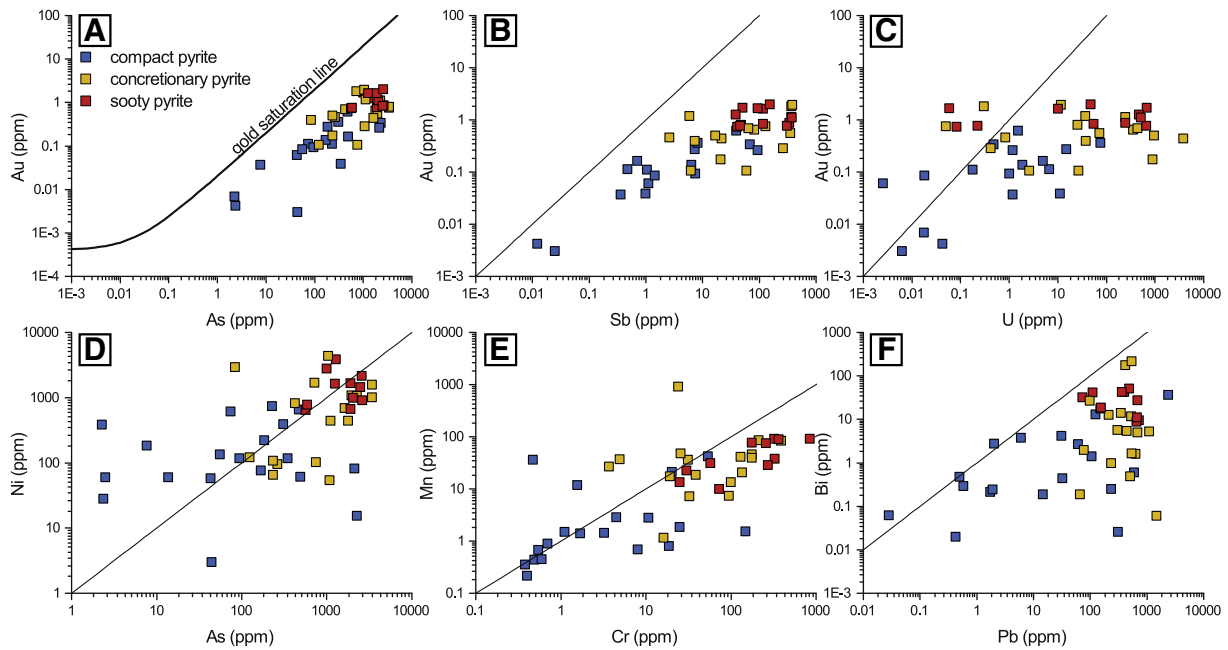 A
compact pyrite
concretionary pyrite
sooty pyrite
gold saturation line
Au (ppm)
100
10
1
0.1
0.01
1E-3
1E-4
1E-3 0.01 0.1 1 10 100 1000 10000
As (ppm)
B
Au (ppm)
100
10
1
0.1
0.01
1E-3
1E-3 0.01 0.1 1 10 100 1000
Sb (ppm)
C
Au (ppm)
100
10
1
0.1
0.01
1E-3
1E-3 0.01 0.1 1 10 100 1000 10000
U (ppm)
D
Ni (ppm)
10000
1000
100
10
1
1 10 100 1000 10000
As (ppm)
E
Mn (ppm)
10000
1000
100
10
1
0.1
0.1 1 10 100 1000
Cr (ppm)
F
Bi (ppm)
1000
100
10
1
0.1
0.01
1E-3
0.01 0.1 1 10 100 1000 10000
Pb (ppm)